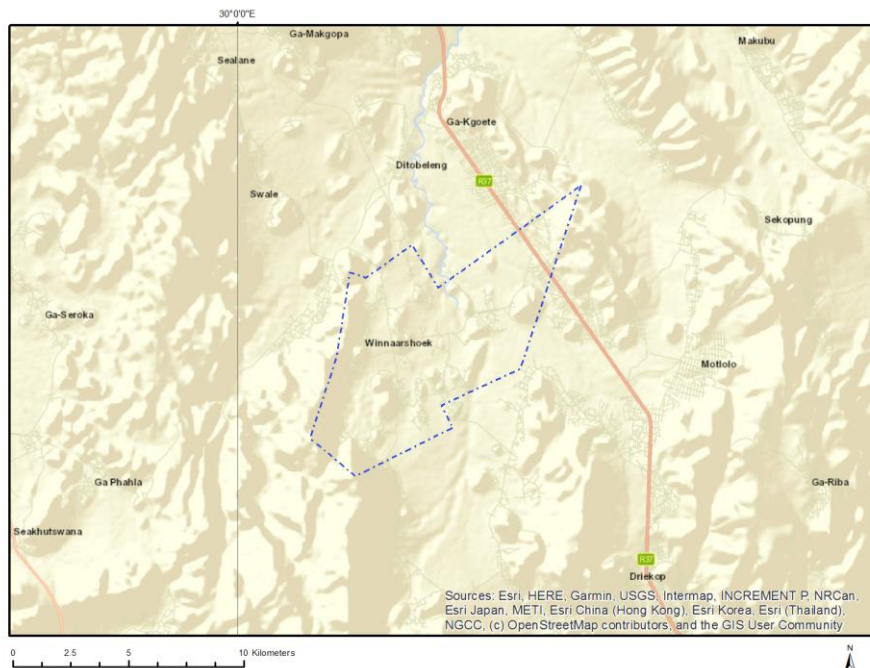 30°0'0"E
Ga-Makgopa
Makubu
Sealane
Ga-Kgoete
Ditobeleng
R37
Swale
Sekopung
Ga-Seroka
Winnaarshoek
Motlolo
Ga Phahla
Ga-Riba
Seakhutswana
R37
Driekop
Sources: Esri, HERE, Garmin, USGS, Intermap, INCREMENT P, NRCan,
Esri Japan, METI, Esri China (Hong Kong), Esri Korea, Esri (Thailand),
NGCC, (c) OpenStreetMap contributors, and the GIS User Community
0 2.5 5 10 Kilometers
N